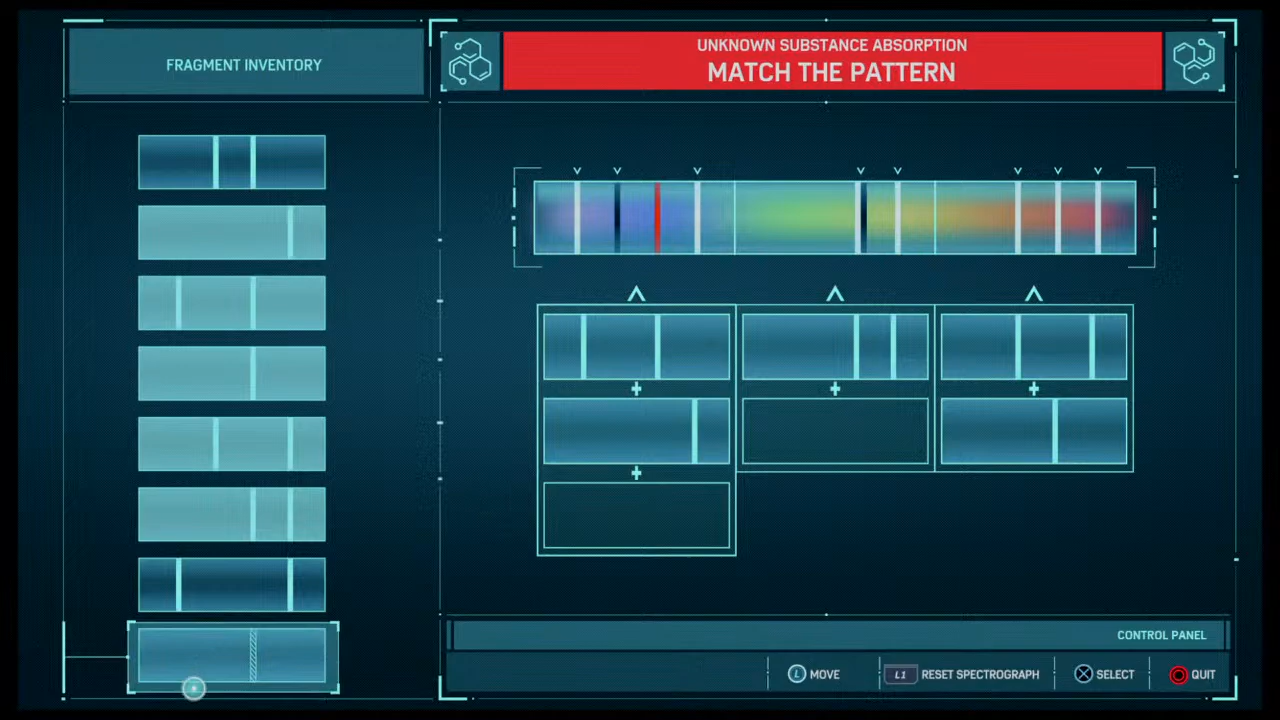 FRAGMENT INVENTORY
UNKNOWN SUBSTANCE ABSORPTION
MATCH THE PATTERN
CONTROL PANEL
L MOVE
L1 RESET SPECTROGRAPH
SELECT
QUIT